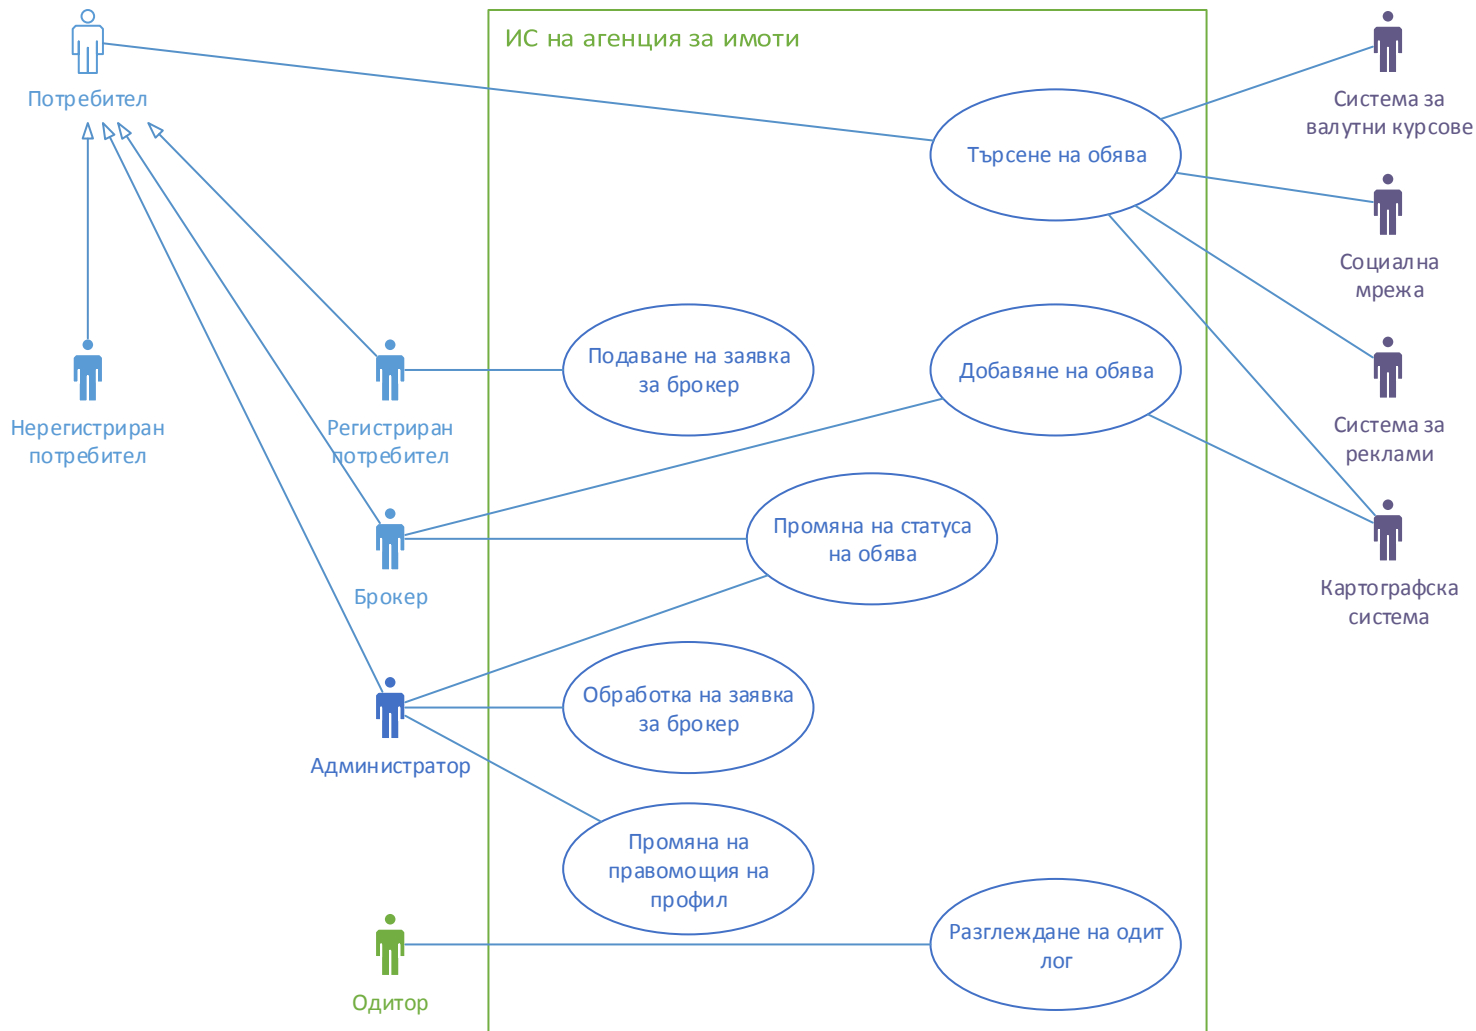 ИС на агенция за имоти
Потребител
Търсене на обява
Система за
валутни курсове
Социална
мрежа
Нерегистриран
потребител
Регистриран
потребител
Подаване на заявка
за брокер
Добавяне на обява
Система за
реклами
Брокер
Промяна на статуса
на обява
Картографска
система
Администратор
Обработка на заявка
за брокер
Промяна на
правомощия на
профил
Одитор
Разглеждане на одит
лог